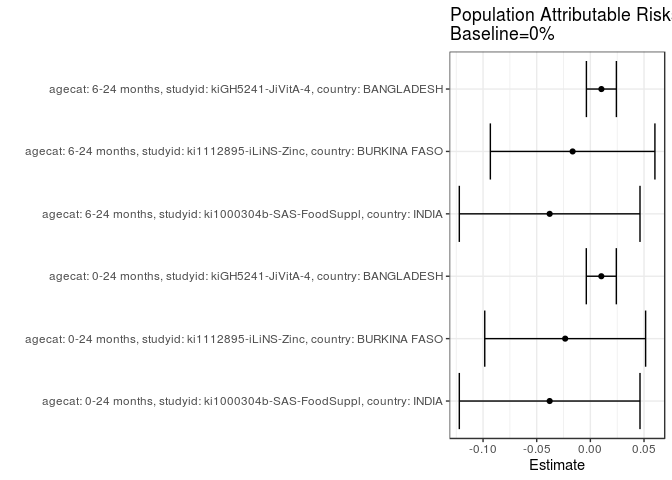 Population Attributable Risk
Baseline=0%
agecat: 6-24 months, studyid: kiGH5241-JiVitA-4, country: BANGLADESH
agecat: 6-24 months, studyid: ki1112895-iLiNS-Zinc, country: BURKINA FASO
agecat: 6-24 months, studyid: ki1000304b-SAS-FoodSuppl, country: INDIA
agecat: 0-24 months, studyid: kiGH5241-JiVitA-4, country: BANGLADESH
agecat: 0-24 months, studyid: ki1112895-iLiNS-Zinc, country: BURKINA FASO
agecat: 0-24 months, studyid: ki1000304b-SAS-FoodSuppl, country: INDIA
-0.10 -0.05 0.00 0.05
Estimate